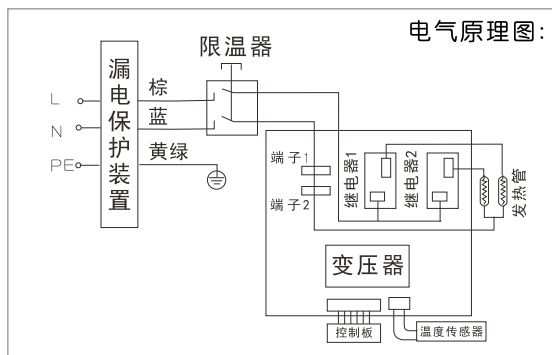 电气原理图:
限温器
漏电保护装置
L
棕
N
蓝
PE
黄绿
端子1
端子2
继电器1
继电器2
发热管
变压器
控制板
温度传感器